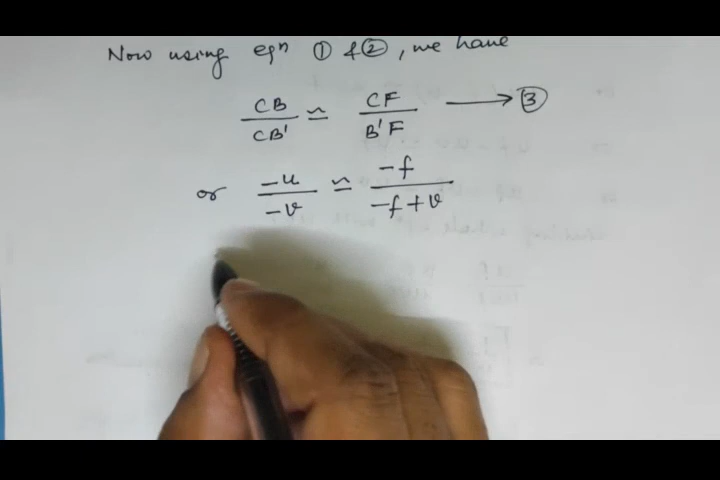 Now using eqn ① & ②, we have
CB/CB' ≃ CF/B'F ⟶ ③
or -u/-v ≃ -f/-f+v